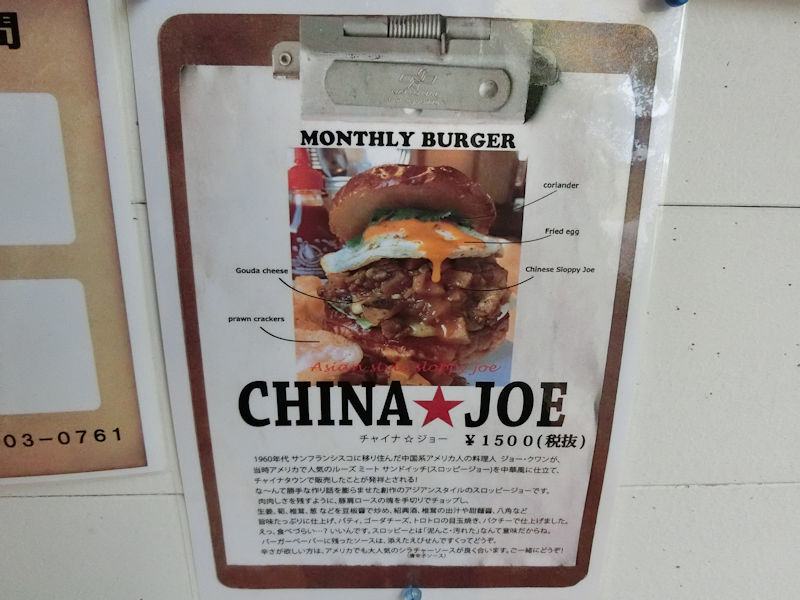 間
MONTHLY BURGER
coriander
Fried egg
Gouda cheese
Chinese Sloppy Joe
prawn crackers
Asian style sloppy joe
CHINA★JOE
チャイナ☆ジョー ￥1500(税抜)
1960年代 サンフランシスコに移り住んだ中国系アメリカ人の料理人 ジョー・クワンが、
当時アメリカで人気のルーズ ミート サンドイッチ(スロッピージョー)を中華風に仕立て、
チャイナタウンで販売したことが発祥とされる!
な～んて勝手な作り話を膨らませた創作のアジアンスタイルのスロッピージョーです。
肉肉しさを残すように、豚肩ロースの塊を手切りでチョップし、
生姜、筍、椎茸、葱 などを豆板醤で炒め、紹興酒、椎茸の出汁や甜麺醤、八角など
旨味たっぷりに仕上げ、パティ、ゴーダチーズ、トロトロの目玉焼き、パクチーで仕上げました。
えっ、食べづらい…? いいんです。スロッピーとは「泥んこ・汚れた」なんて意味だからね。
バーガーペーパーに残ったソースは、添えたえびせんですくってどうぞ。
辛さが欲しい方は、アメリカでも大人気のシラチャーソースが良く合います。ご一緒にどうぞ!
(唐辛子ソース)
03-0761